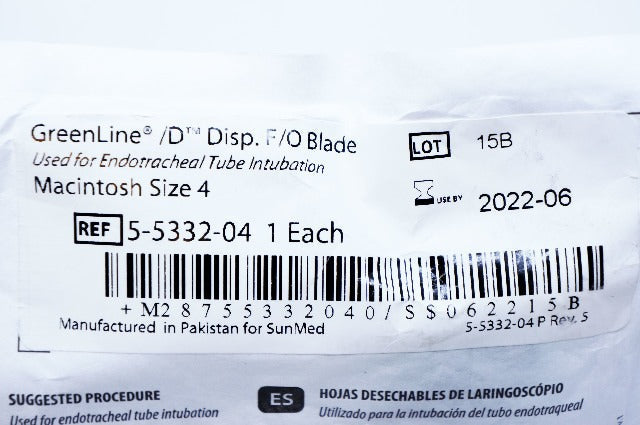 GreenLine® /D™ Disp. F/O Blade
Used for Endotracheal Tube Intubation
Macintosh Size 4
REF 5-5332-04 1 Each
LOT 15B
USE BY 2022-06
+M28755332040/S$062215B
Manufactured in Pakistan for SunMed
5-5332-04 P Rev. 5
SUGGESTED PROCEDURE
Used for endotracheal tube intubation
ES HOJAS DESECHABLES DE LARINGOSCÓPIO
Utilizado para la intubación del tubo endotraqueal